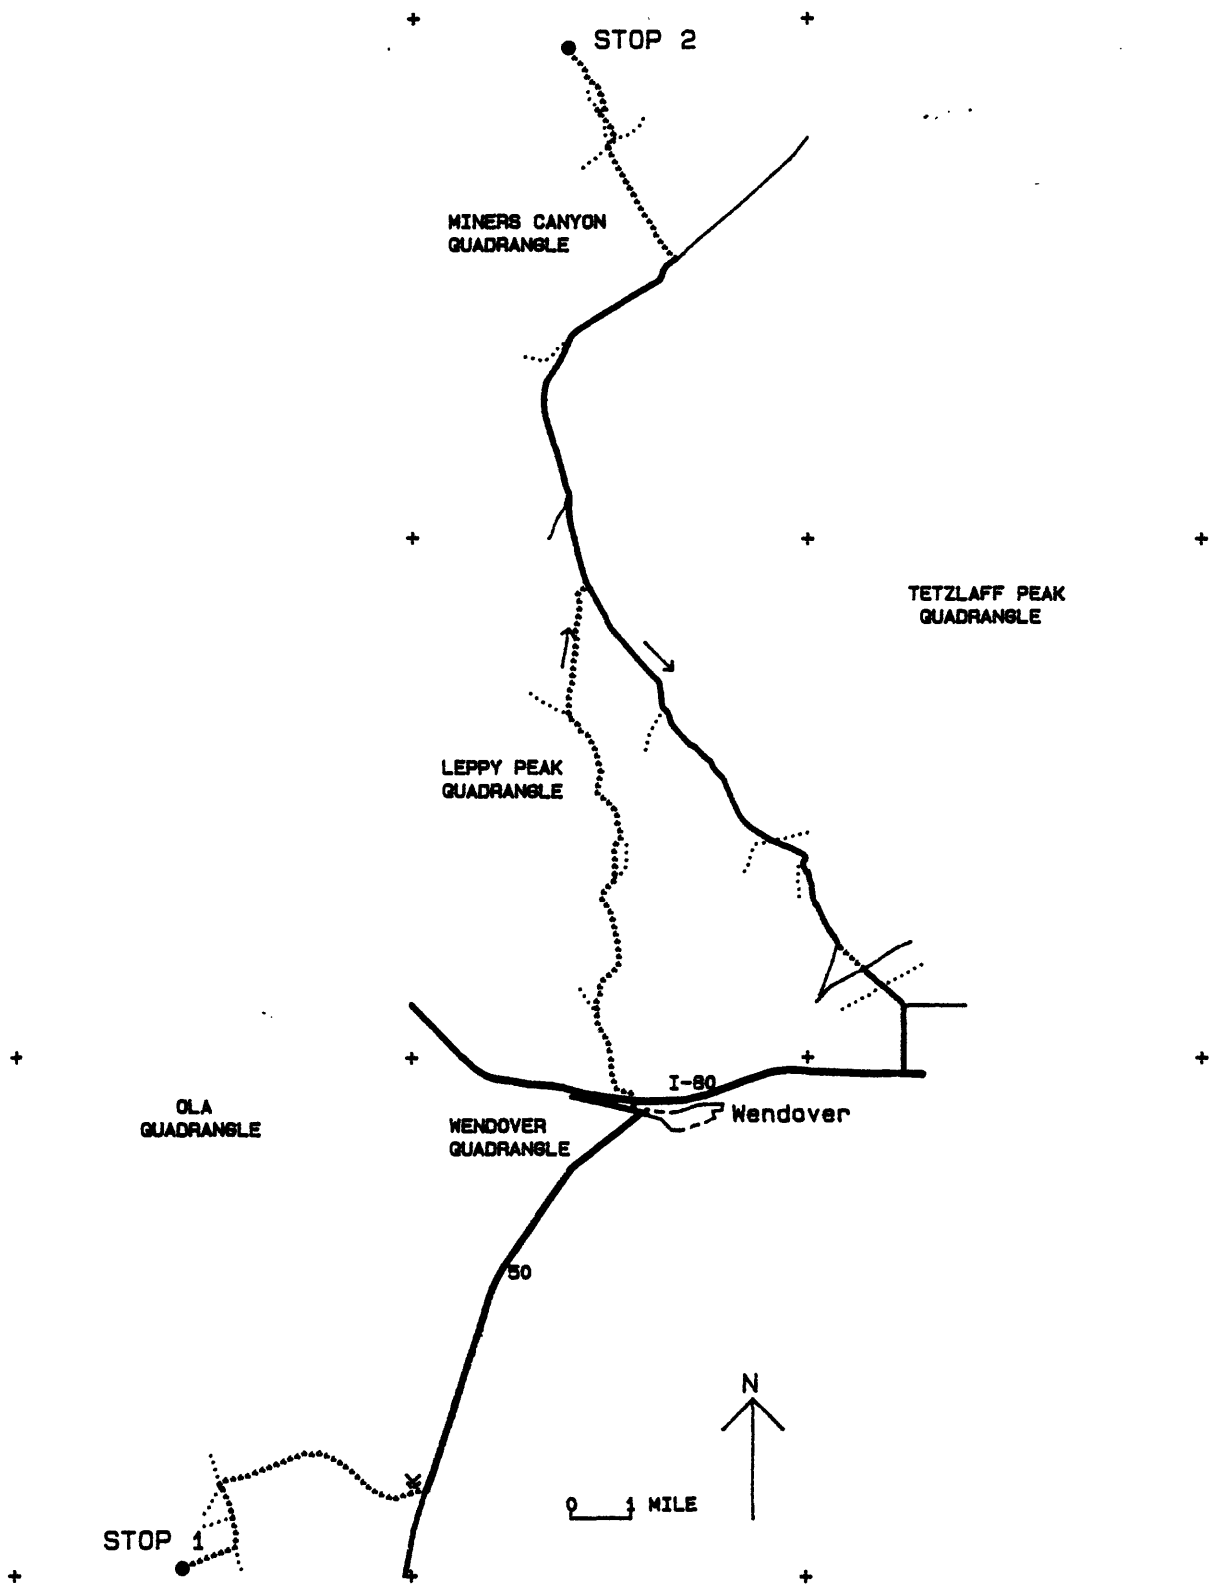 STOP 2
MINERS CANYON
QUADRANGLE
TETZLAFF PEAK
QUADRANGLE
LEPPY PEAK
QUADRANGLE
I-80
OLA
QUADRANGLE
WENDOVER
QUADRANGLE
Wendover
50
N
0 1 MILE
STOP 1